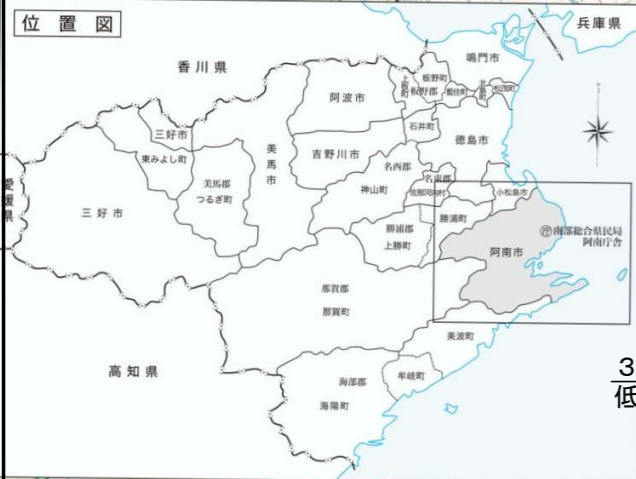 位置図
兵庫県
香川県
鳴門市
板野町
上板町
板野郡
藍住町
北島町
松茂町
阿波市
石井町
三好市
徳島市
東みよし町
美馬市
吉野川市
名西郡
神山町
名東郡
佐那河内村
小松島市
美馬郡
つるぎ町
愛媛県
三好市
勝浦町
勝浦郡
上勝町
南部総合県民局
阿南庁舎
阿南市
那賀郡
那賀町
美波町
高知県
海部郡
海陽町
牟岐町
3
低